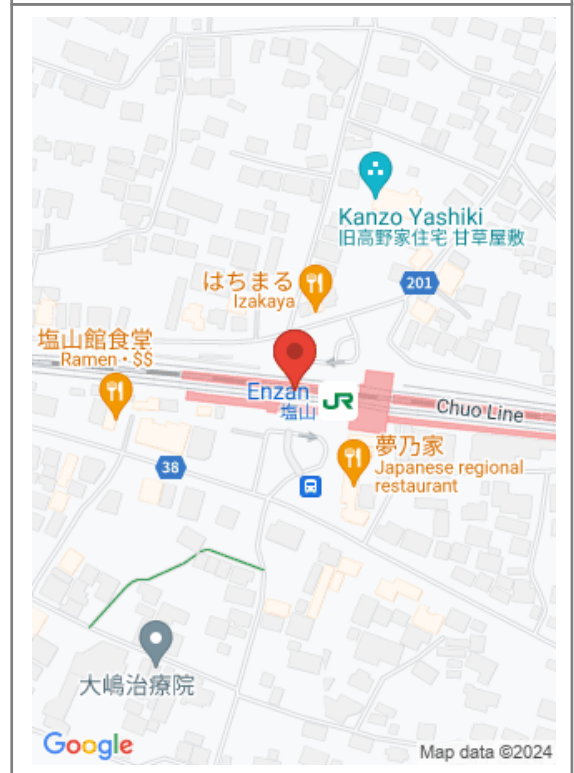 Kanzo Yashiki
旧高野家住宅 甘草屋敷
はちまる
Izakaya
201
塩山館食堂
Ramen・$$
Enzan
塩山
JR
Chuo Line
夢乃家
Japanese regional
restaurant
38
大嶋治療院
Google
Map data ©2024